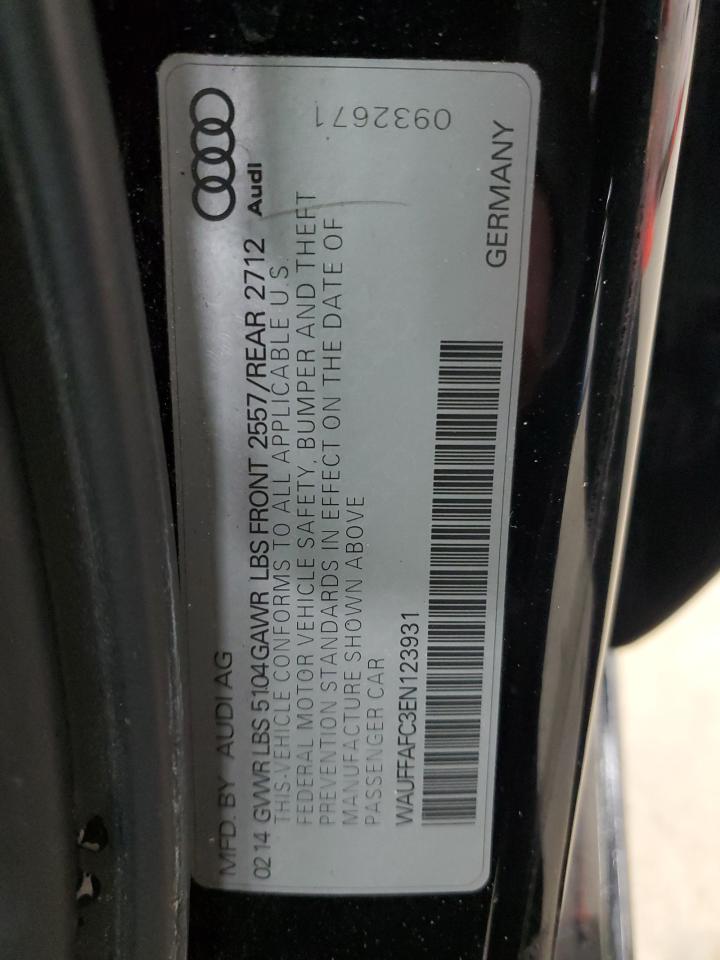 MFD. BY AUDI AG
Audi
02 14 GVWR LBS 5104 GAWR LBS FRONT 2557/REAR 2712
THIS VEHICLE CONFORMS TO ALL APPLICABLE U.S.
FEDERAL MOTOR VEHICLE SAFETY, BUMPER AND THEFT
PREVENTION STANDARDS IN EFFECT ON THE DATE OF
MANUFACTURE SHOWN ABOVE
PASSENGER CAR
0932671
WAUFFAFC3EN123931
GERMANY